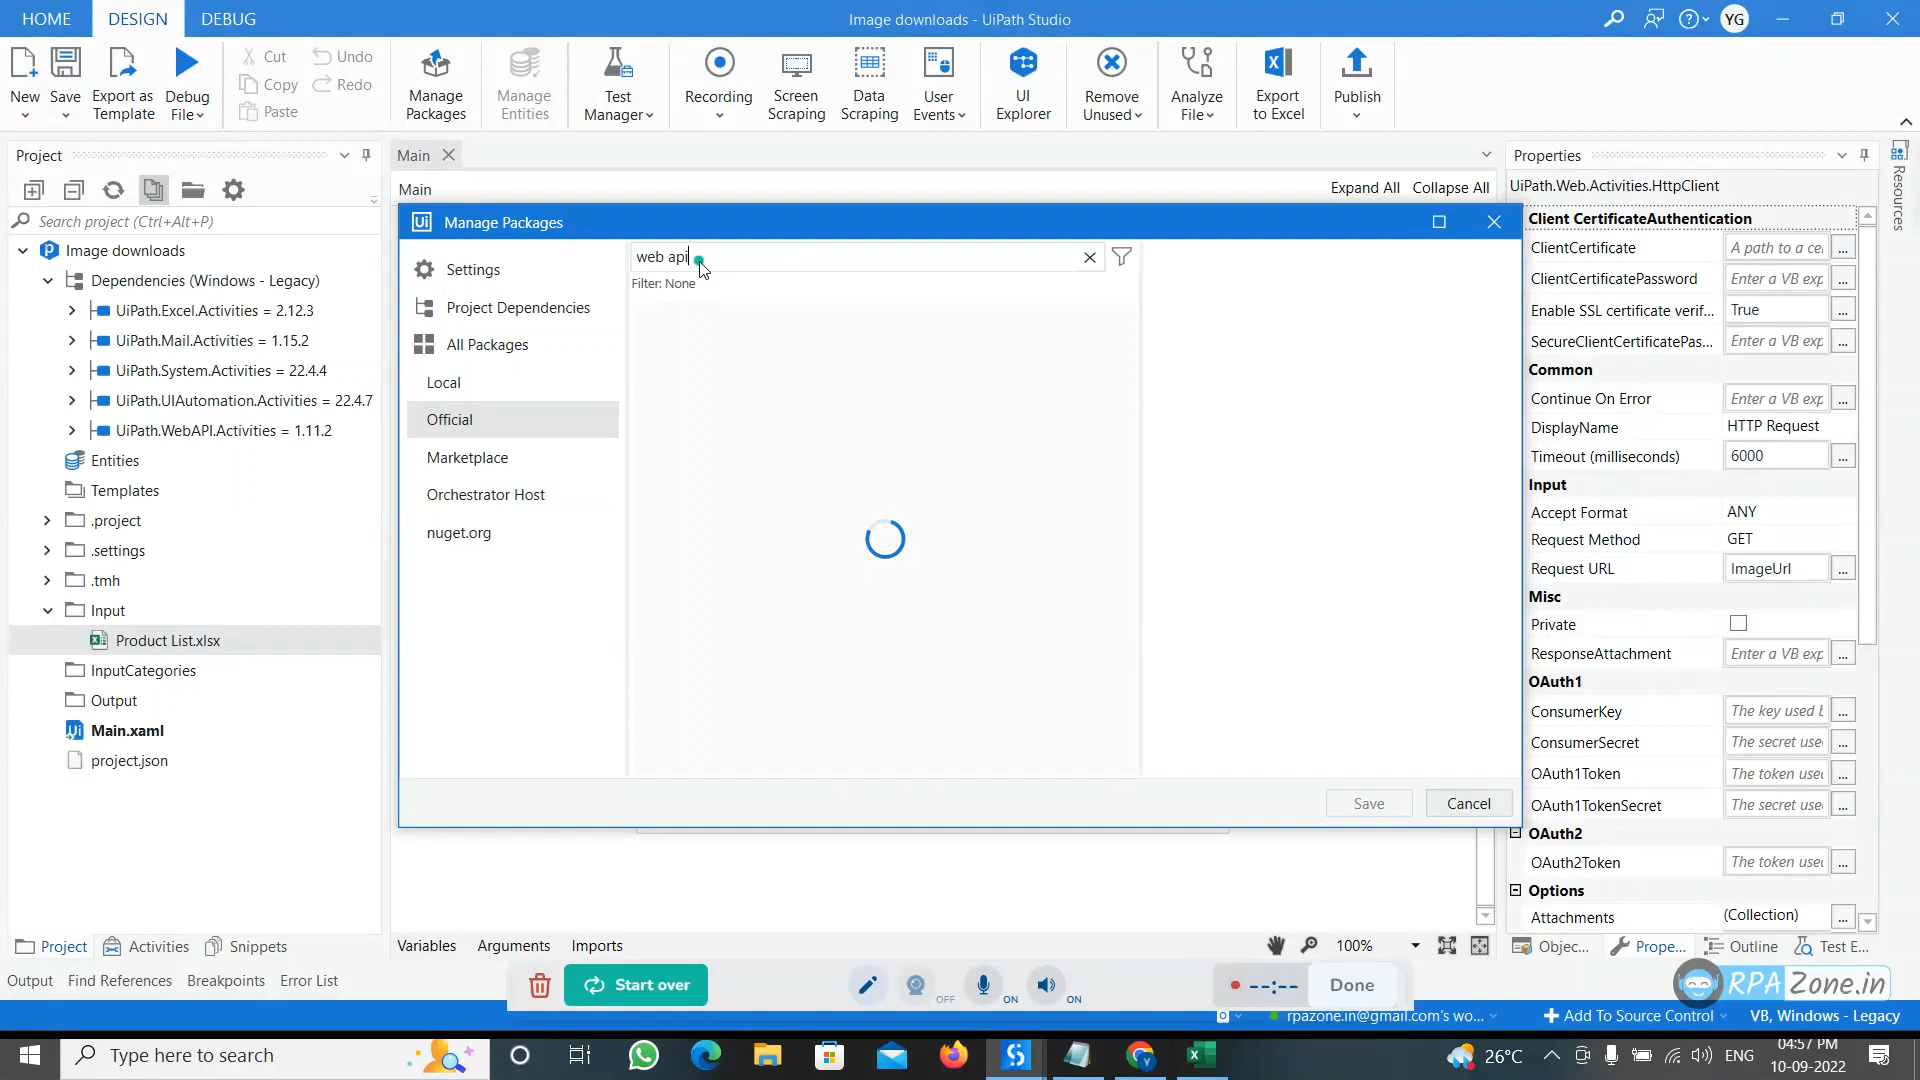 HOME DESIGN DEBUG
Image downloads - UiPath Studio
YG
New
Save
Export as
Template
Debug
File
Cut
Copy
Paste
Undo
Redo
Manage
Packages
Manage
Entities
Test
Manager
Recording
Screen
Scraping
Data
Scraping
User
Events
UI
Explorer
Remove
Unused
Analyze
File
Export
to Excel
Publish
Project
Search project (Ctrl+Alt+P)
Image downloads
Dependencies (Windows - Legacy)
UiPath.Excel.Activities = 2.12.3
UiPath.Mail.Activities = 1.15.2
UiPath.System.Activities = 22.4.4
UiPath.UIAutomation.Activities = 22.4.7
UiPath.WebAPI.Activities = 1.11.2
Entities
Templates
.project
.settings
.tmh
Input
Product List.xlsx
InputCategories
Output
Main.xaml
project.json
Project Activities Snippets
Main
Main
Expand All Collapse All
Manage Packages
Settings
Project Dependencies
All Packages
Local
Official
Marketplace
Orchestrator Host
nuget.org
web api
Filter: None
Save
Cancel
Variables Arguments Imports
100%
Properties
UiPath.Web.Activities.HttpClient
Client CertificateAuthentication
ClientCertificate A path to a ce ...
ClientCertificatePassword Enter a VB exp ...
Enable SSL certificate verif... True ...
SecureClientCertificatePas... Enter a VB exp ...
Common
Continue On Error Enter a VB exp ...
DisplayName HTTP Request
Timeout (milliseconds) 6000 ...
Input
Accept Format ANY
Request Method GET
Request URL ImageUrl ...
Misc
Private
ResponseAttachment Enter a VB exp ...
OAuth1
ConsumerKey The key used b ...
ConsumerSecret The secret use ...
OAuth1Token The token used ...
OAuth1TokenSecret The secret use ...
OAuth2
OAuth2Token The token used ...
Options
Attachments (Collection) ...
Objec... Prope... Outline Test E...
Resources
Output Find References Breakpoints Error List
Start over
OFF
ON
ON
--:--
Done
RPA Zone.in
rpazone.in@gmail.com's wo...
Add To Source Control
VB, Windows - Legacy
Type here to search
26°C
ENG
04:57 PM
10-09-2022